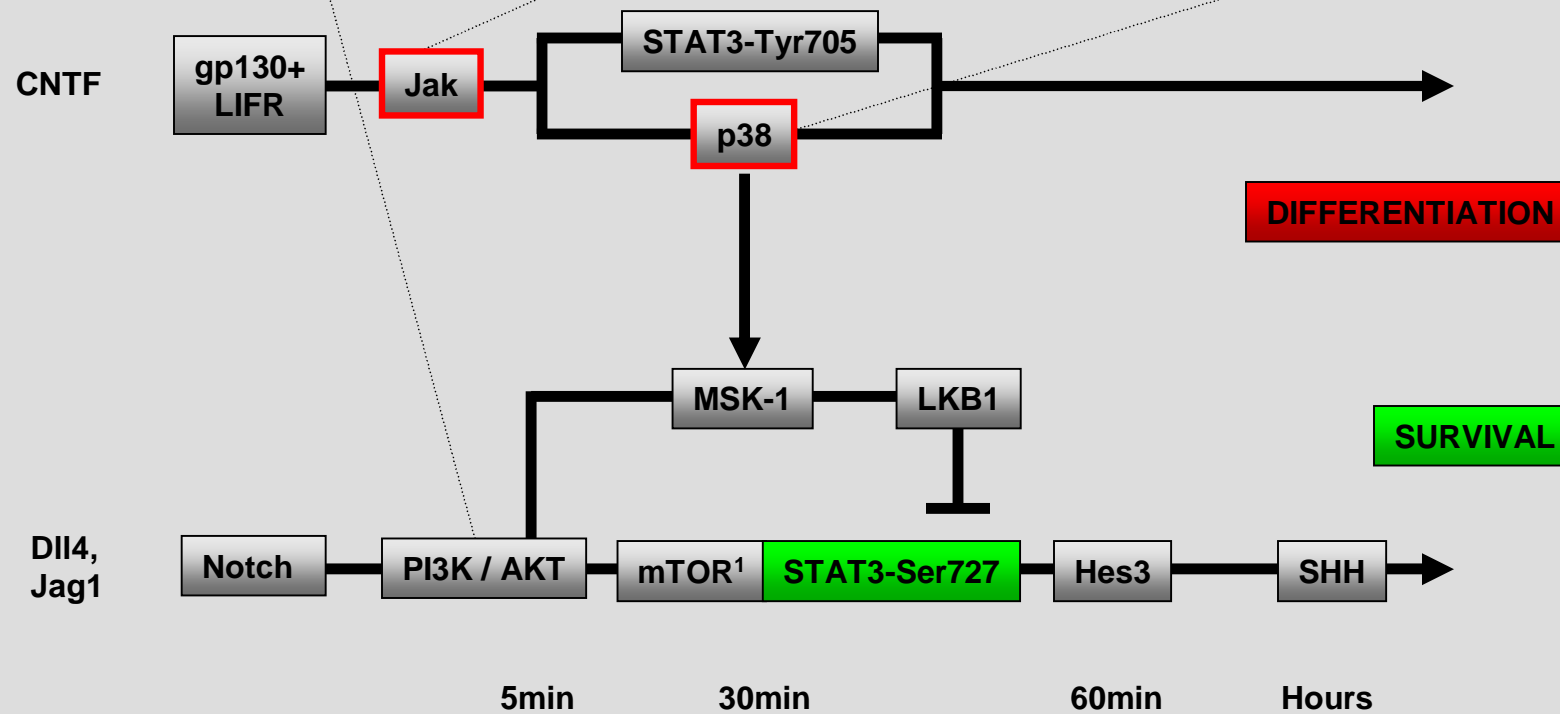 CNTF
gp130+
LIFR
Jak
STAT3-Tyr705
p38
DIFFERENTIATION
MSK-1
LKB1
SURVIVAL
Dll4,
Jag1
Notch
PI3K / AKT
mTOR¹
STAT3-Ser727
Hes3
SHH
5min
30min
60min
Hours